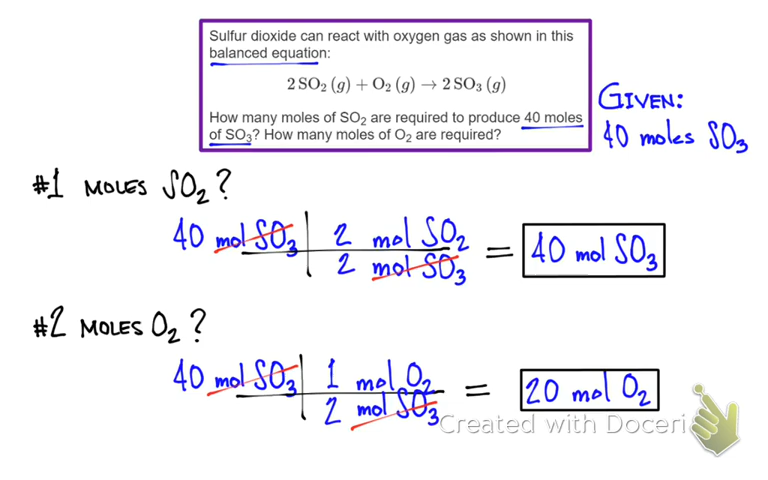 Sulfur dioxide can react with oxygen gas as shown in this
balanced equation:
2 SO₂ (g) + O₂ (g) → 2 SO₃ (g)
How many moles of SO₂ are required to produce 40 moles
of SO₃? How many moles of O₂ are required?
GIVEN:
40 moles SO₃
#1 MOLES SO₂?
40 mol SO₃ | 2 mol SO₂
2 mol SO₃
= 40 mol SO₃
#2 MOLES O₂?
40 mol SO₃ | 1 mol O₂
2 mol SO₃
= 20 mol O₂
Created with Doceri